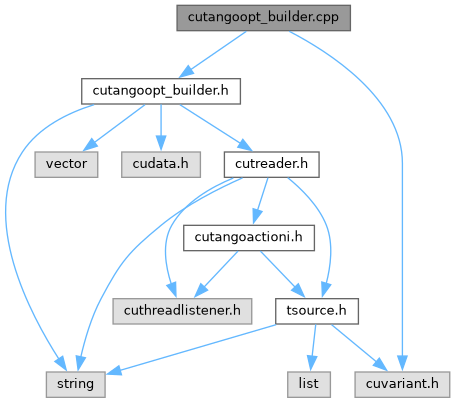 cutangoopt_builder.cpp
cutangoopt_builder.h
vector
cudata.h
cutreader.h
cutangoactioni.h
cuthreadlistener.h
tsource.h
string
list
cuvariant.h